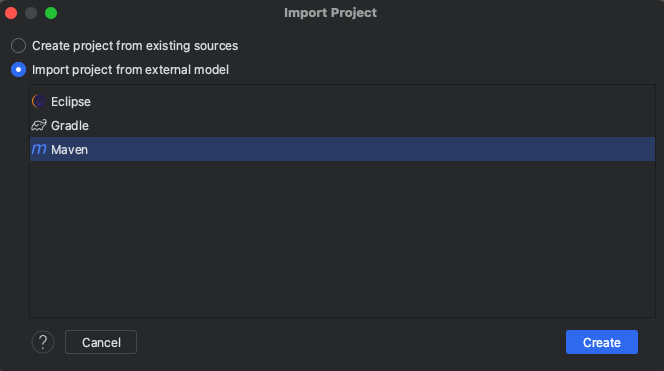 Import Project
Create project from existing sources
Import project from external model
Eclipse
Gradle
m Maven
?
Cancel
Create